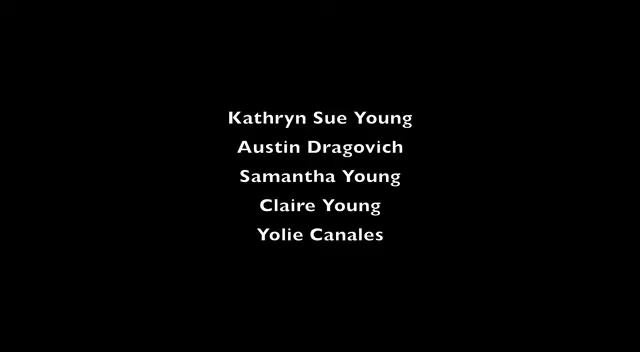 Kathryn Sue Young
Austin Dragovich
Samantha Young
Claire Young
Yolie Canales